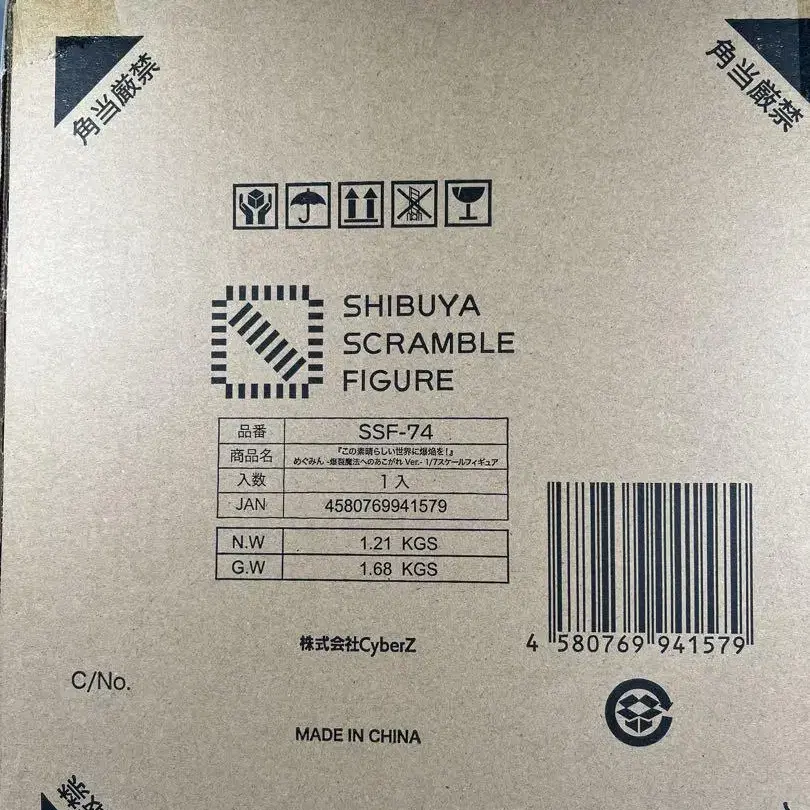 角当厳禁
角当厳禁
SHIBUYA
SCRAMBLE
FIGURE
品番 SSF-74
商品名 『この素晴らしい世界に爆焔を!』
めぐみん -爆裂魔法へのあこがれ Ver.- 1/7スケールフィギュア
入数 1入
JAN 4580769941579
N.W 1.21 KGS
G.W 1.68 KGS
4 580769 941579
株式会社CyberZ
C/No.
MADE IN CHINA